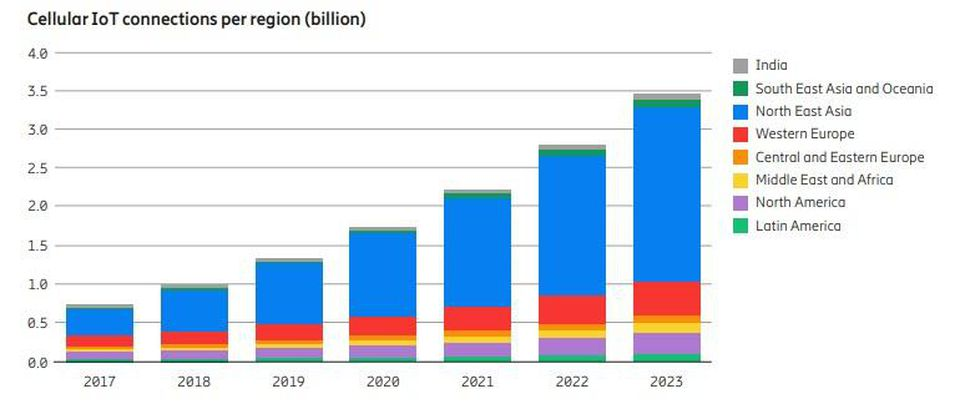 Cellular IoT connections per region (billion)
4.0
3.5
3.0
2.5
2.0
1.5
1.0
0.5
0.0
2017 2018 2019 2020 2021 2022 2023
India
South East Asia and Oceania
North East Asia
Western Europe
Central and Eastern Europe
Middle East and Africa
North America
Latin America